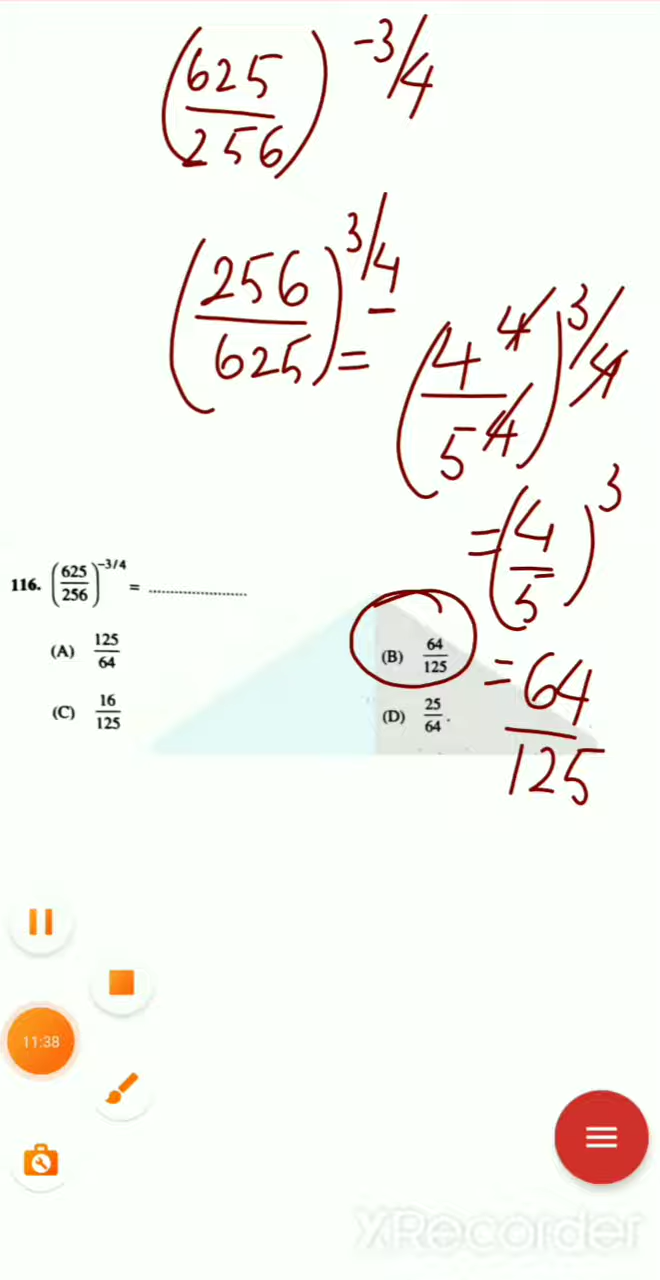 (625/256)^-3/4
(256/625)^3/4 = (4^4/5^4)^3/4
= (4/5)^3
= 64/125
116. (625/256)^-3/4 = ........................
(A) 125/64
(B) 64/125
(C) 16/125
(D) 25/64.
11:38
XRecorder